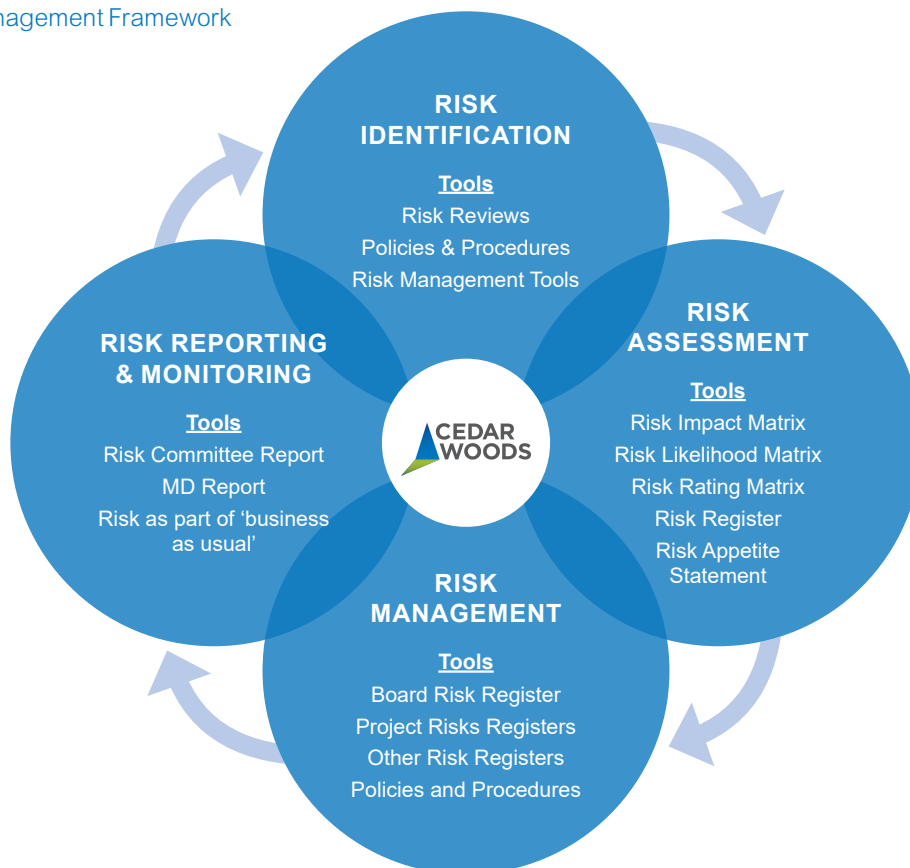 nagement Framework
RISK
IDENTIFICATION
Tools
Risk Reviews
Policies & Procedures
Risk Management Tools
RISK
ASSESSMENT
Tools
Risk Impact Matrix
Risk Likelihood Matrix
Risk Rating Matrix
Risk Register
Risk Appetite
Statement
RISK REPORTING
& MONITORING
Tools
Risk Committee Report
MD Report
Risk as part of ‘business
as usual’
CEDAR
WOODS
RISK
MANAGEMENT
Tools
Board Risk Register
Project Risks Registers
Other Risk Registers
Policies and Procedures